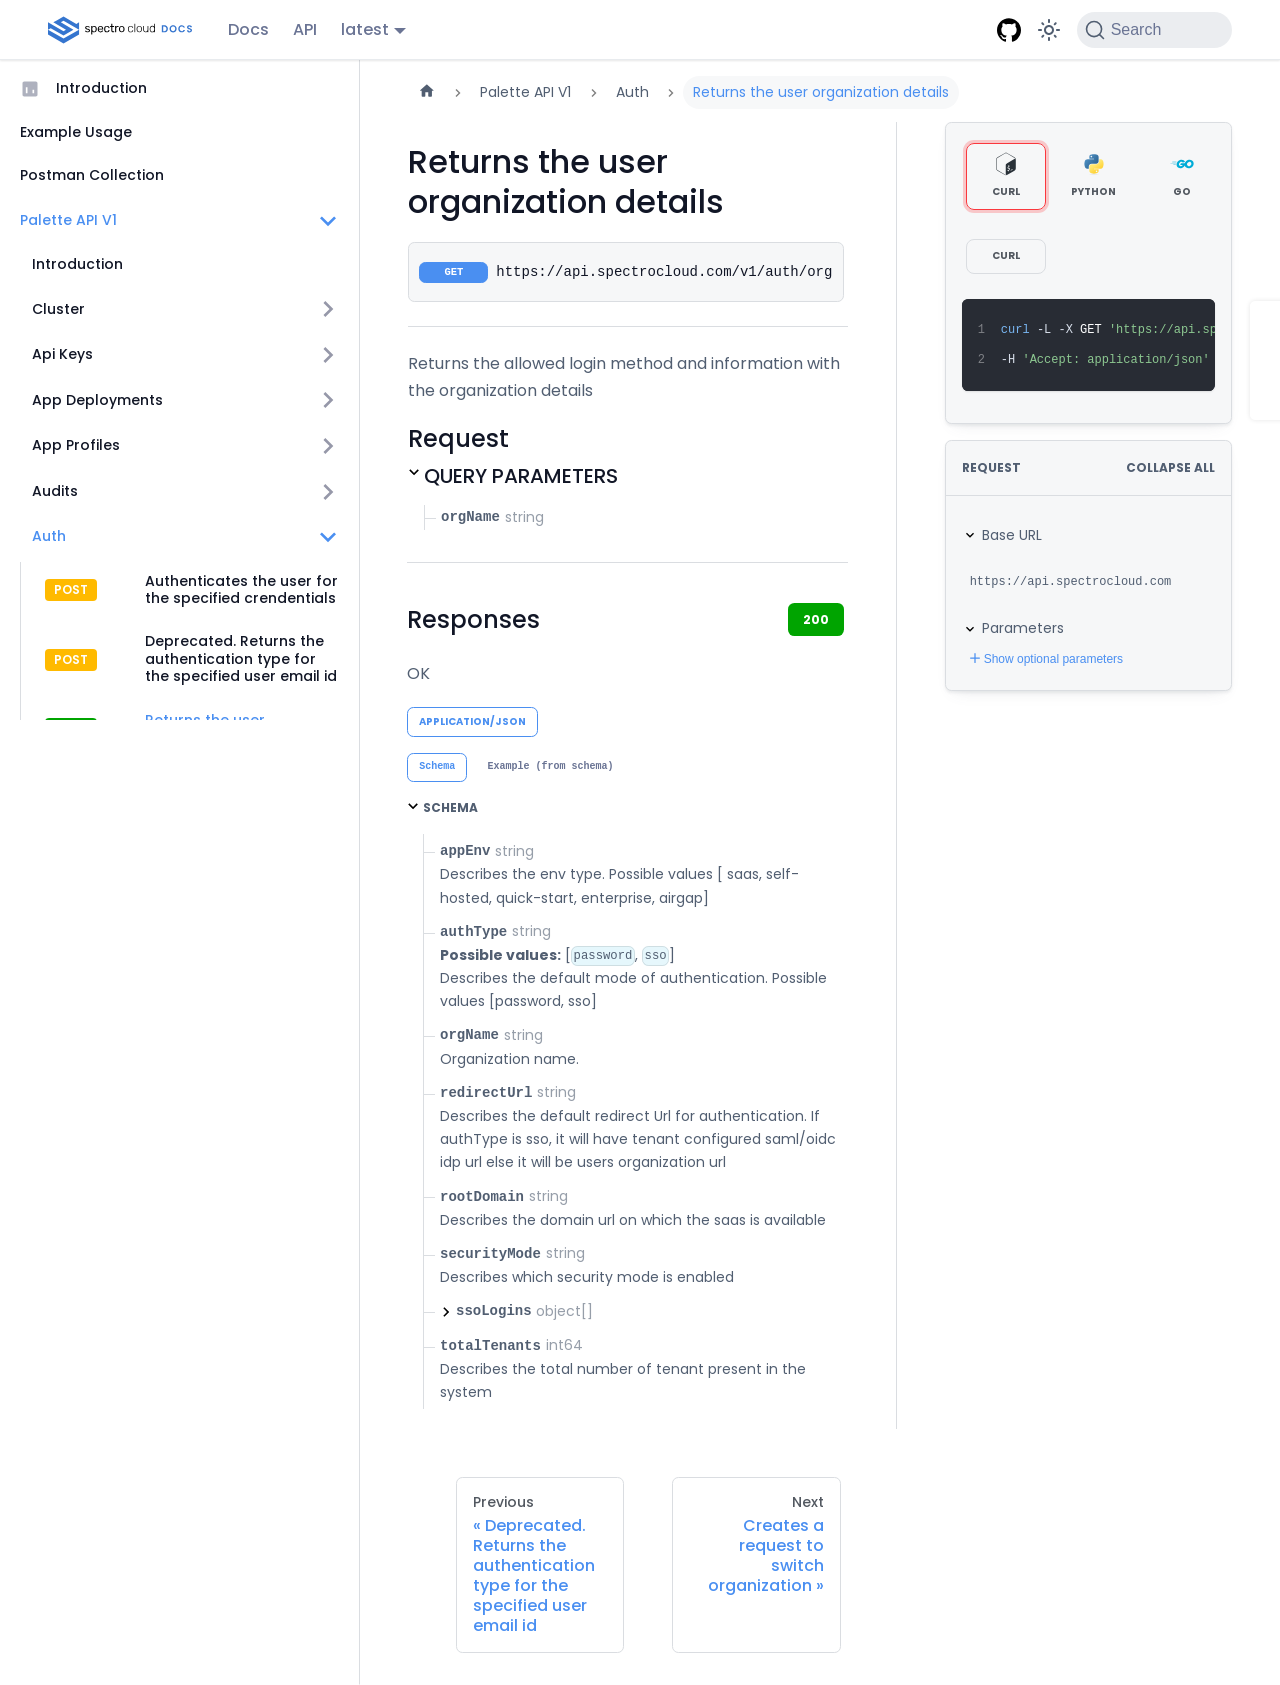 spectro cloud DOCS
Docs
API
latest
Search
Introduction
Example Usage
Postman Collection
Palette API V1
Introduction
Cluster
Api Keys
App Deployments
App Profiles
Audits
Auth
POST
Authenticates the user for
the specified crendentials
POST
Deprecated. Returns the
authentication type for
the specified user email id
Returns the user
Palette API V1
Auth
Returns the user organization details
Returns the user
organization details
GET https://api.spectrocloud.com/v1/auth/org
Returns the allowed login method and information with
the organization details
Request
QUERY PARAMETERS
orgName string
Responses
200
OK
APPLICATION/JSON
Schema
Example (from schema)
SCHEMA
appEnv string
Describes the env type. Possible values [ saas, self-
hosted, quick-start, enterprise, airgap]
authType string
Possible values: [password, sso]
Describes the default mode of authentication. Possible
values [password, sso]
orgName string
Organization name.
redirectUrl string
Describes the default redirect Url for authentication. If
authType is sso, it will have tenant configured saml/oidc
idp url else it will be users organization url
rootDomain string
Describes the domain url on which the saas is available
securityMode string
Describes which security mode is enabled
ssoLogins object[]
totalTenants int64
Describes the total number of tenant present in the
system
Previous
« Deprecated.
Returns the
authentication
type for the
specified user
email id
Next
Creates a
request to
switch
organization »
CURL
PYTHON
GO
GO
CURL
1 curl -L -X GET 'https://api.sp
2 -H 'Accept: application/json'
REQUEST
COLLAPSE ALL
Base URL
https://api.spectrocloud.com
Parameters
Show optional parameters